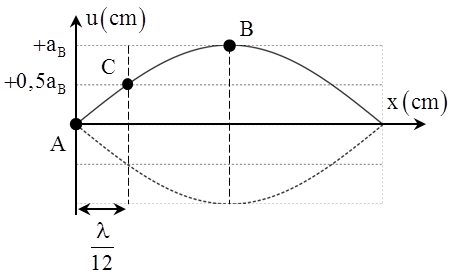 u(cm)
B
+a_B
C
+0,5a_B
x(cm)
A
λ
12